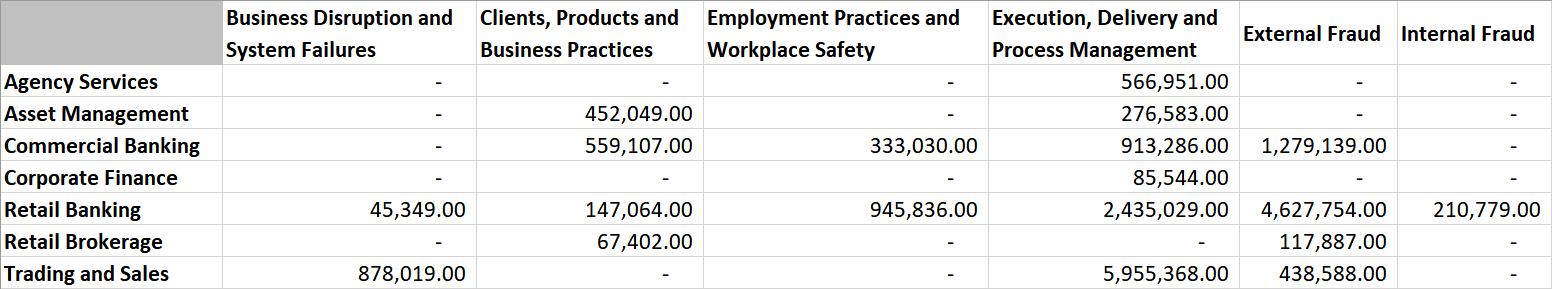 Business Disruption and System Failures Clients, Products and Business Practices Employment Practices and Workplace Safety Execution, Delivery and Process Management External Fraud Internal Fraud
Agency Services - - - 566,951.00 - -
Asset Management - 452,049.00 - 276,583.00 - -
Commercial Banking - 559,107.00 333,030.00 913,286.00 1,279,139.00 -
Corporate Finance - - - 85,544.00 - -
Retail Banking 45,349.00 147,064.00 945,836.00 2,435,029.00 4,627,754.00 210,779.00
Retail Brokerage - 67,402.00 - - 117,887.00 -
Trading and Sales 878,019.00 - - 5,955,368.00 438,588.00 -